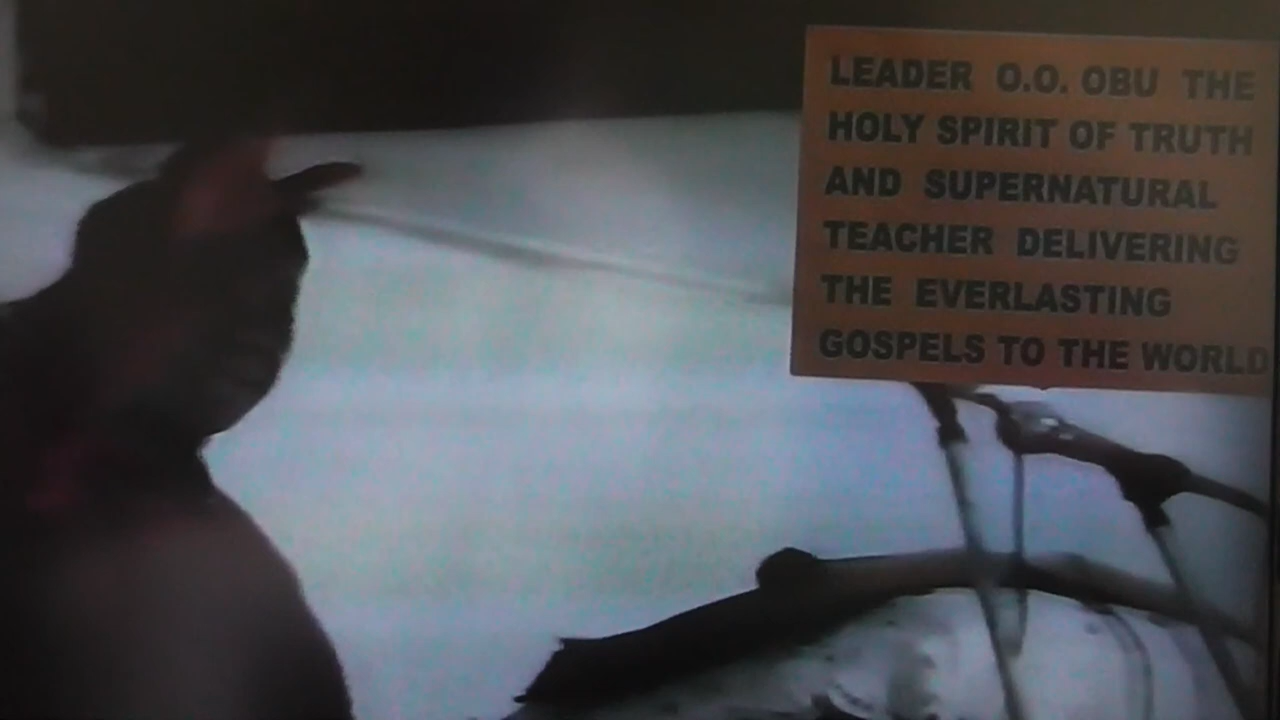 LEADER O.O. OBU THE
HOLY SPIRIT OF TRUTH
AND SUPERNATURAL
TEACHER DELIVERING
THE EVERLASTING
GOSPELS TO THE WORLD